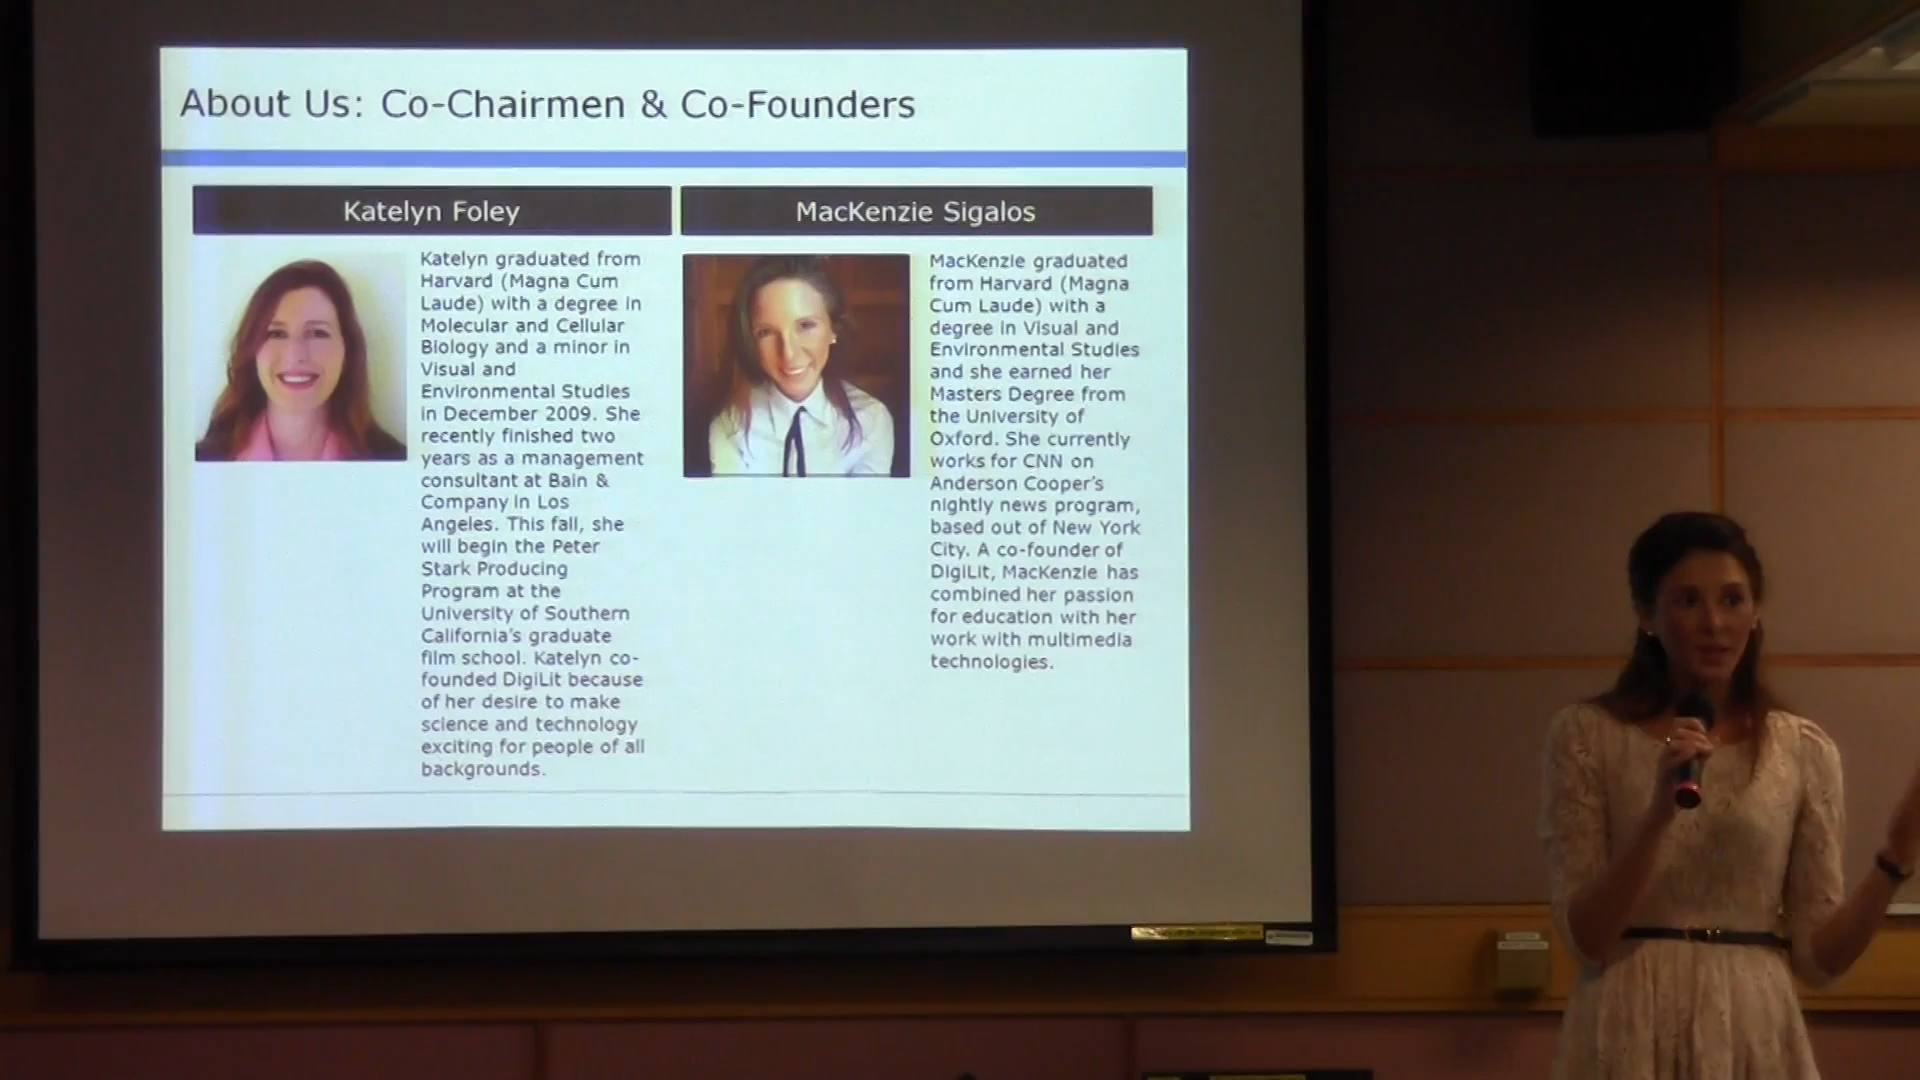 About Us: Co-Chairmen & Co-Founders
Katelyn Foley
Katelyn graduated from
Harvard (Magna Cum
Laude) with a degree in
Molecular and Cellular
Biology and a minor in
Visual and
Environmental Studies
in December 2009. She
recently finished two
years as a management
consultant at Bain &
Company in Los
Angeles. This fall, she
will begin the Peter
Stark Producing
Program at the
University of Southern
California's graduate
film school. Katelyn co-
founded DigiLit because
of her desire to make
science and technology
exciting for people of all
backgrounds.
MacKenzie Sigalos
MacKenzie graduated
from Harvard (Magna
Cum Laude) with a
degree in Visual and
Environmental Studies
and she earned her
Masters Degree from
the University of
Oxford. She currently
works for CNN on
Anderson Cooper's
nightly news program,
based out of New York
City. A co-founder of
DigiLit, MacKenzie has
combined her passion
for education with her
work with multimedia
technologies.